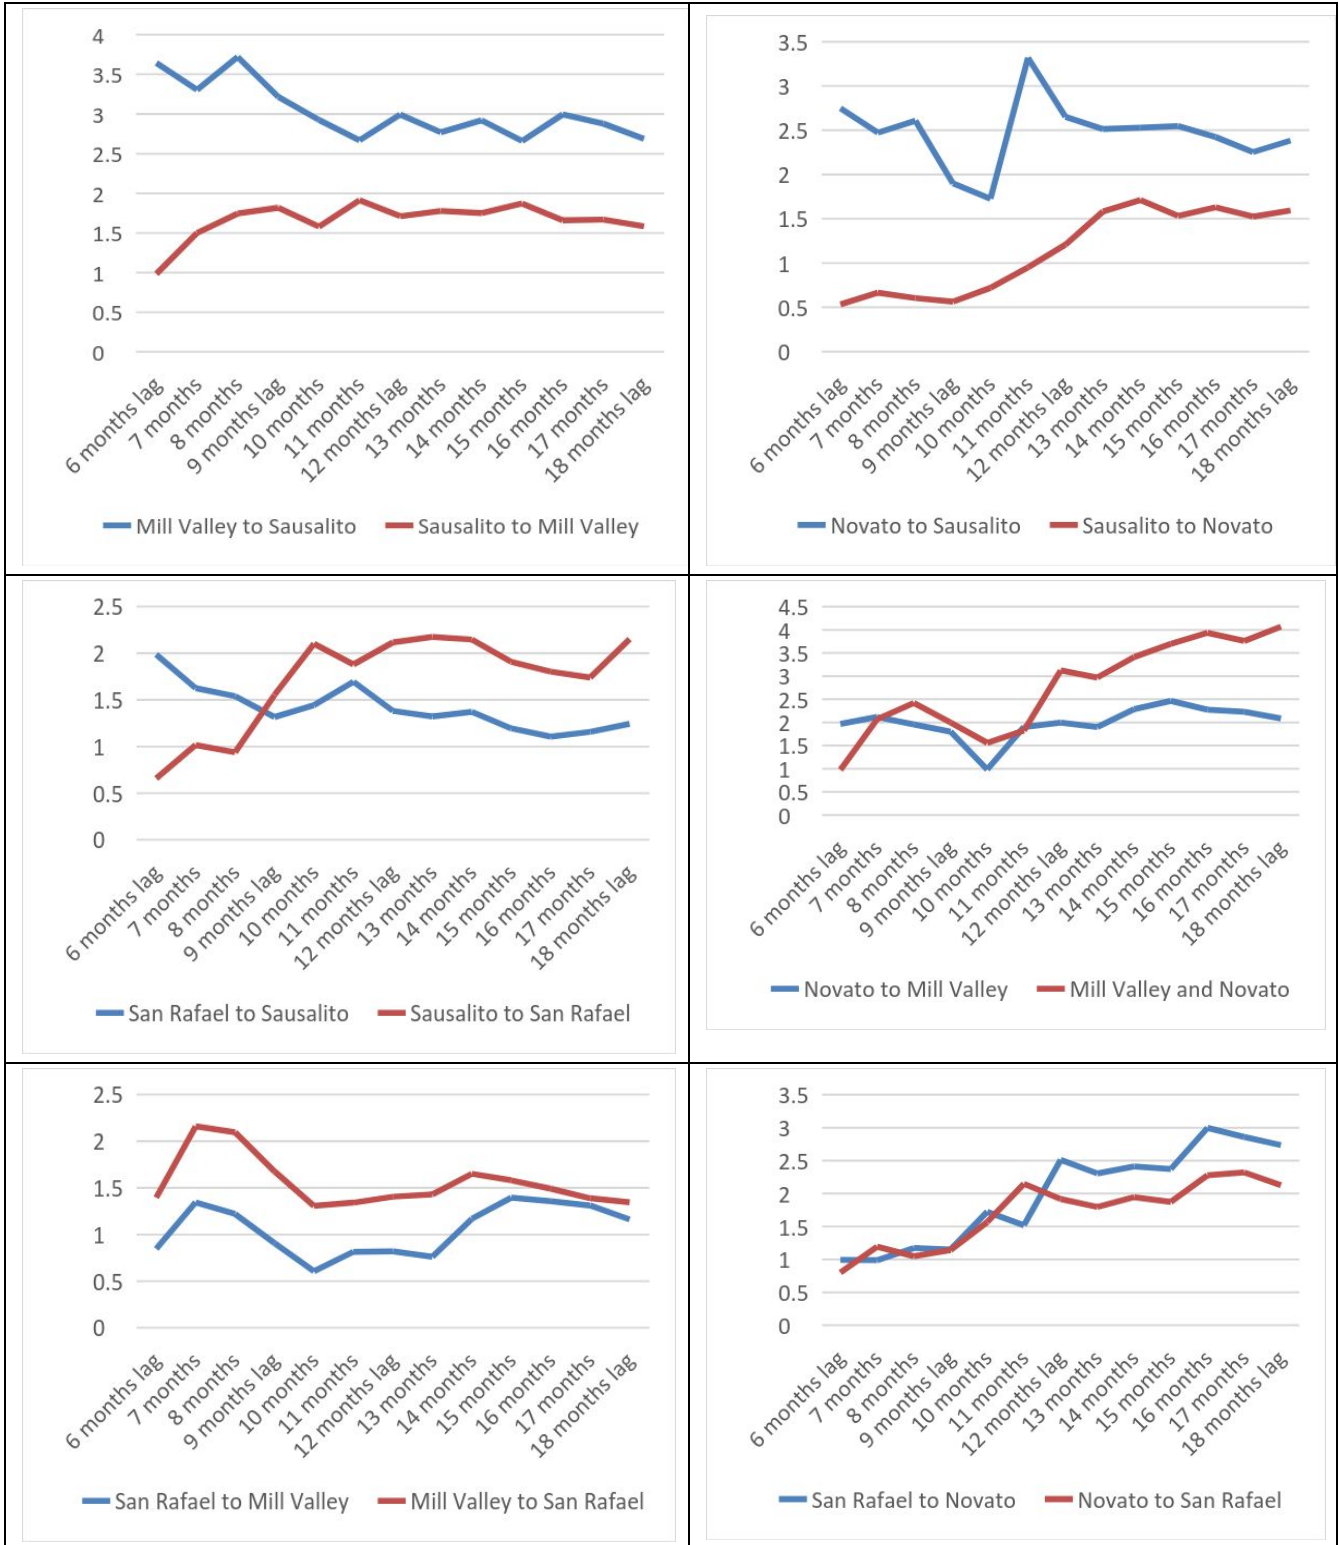 4
3.5
3
2.5
2
1.5
1
0.5
0
6 months lag
7 months
8 months
9 months lag
10 months
11 months
12 months lag
13 months
14 months
15 months
16 months
17 months
18 months lag
Mill Valley to Sausalito Sausalito to Mill Valley
3.5
3
2.5
2
1.5
1
0.5
0
6 months lag
7 months
8 months
9 months lag
10 months
11 months
12 months lag
13 months
14 months
15 months
16 months
17 months
18 months lag
Novato to Sausalito Sausalito to Novato
2.5
2
1.5
1
0.5
0
6 months lag
7 months
8 months
9 months lag
10 months
11 months
12 months lag
13 months
14 months
15 months
16 months
17 months
18 months lag
San Rafael to Sausalito Sausalito to San Rafael
4.5
4
3.5
3
2.5
2
1.5
1
0.5
0
6 months lag
7 months
8 months
9 months lag
10 months
11 months
12 months lag
13 months
14 months
15 months
16 months
17 months
18 months lag
Novato to Mill Valley Mill Valley and Novato
2.5
2
1.5
1
0.5
0
6 months lag
7 months
8 months
9 months lag
10 months
11 months
12 months lag
13 months
14 months
15 months
16 months
17 months
18 months lag
San Rafael to Mill Valley Mill Valley to San Rafael
3.5
3
2.5
2
1.5
1
0.5
0
6 months lag
7 months
8 months
9 months lag
10 months
11 months
12 months lag
13 months
14 months
15 months
16 months
17 months
18 months lag
San Rafael to Novato Novato to San Rafael